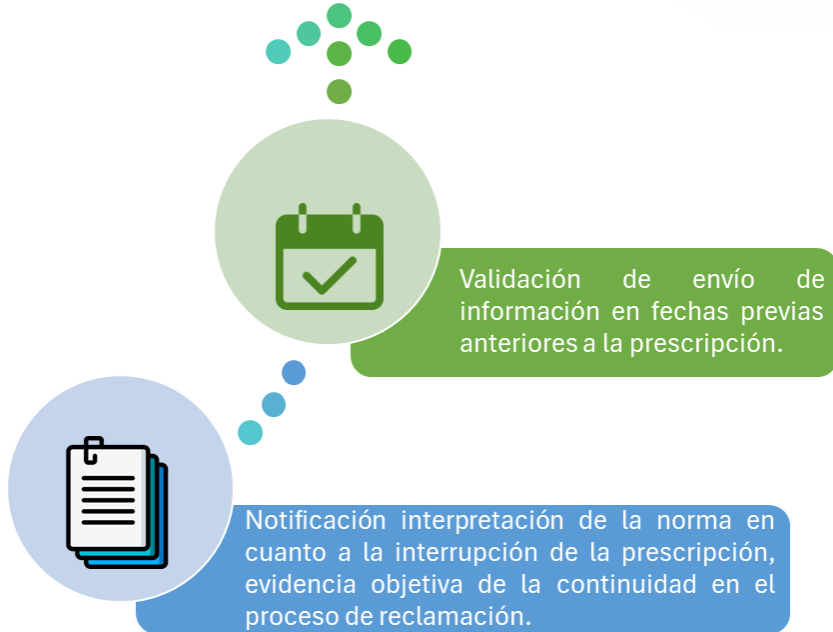 Validación de envío de
información en fechas previas
anteriores a la prescripción.
Notificación interpretación de la norma en
cuanto a la interrupción de la prescripción,
evidencia objetiva de la continuidad en el
proceso de reclamación.